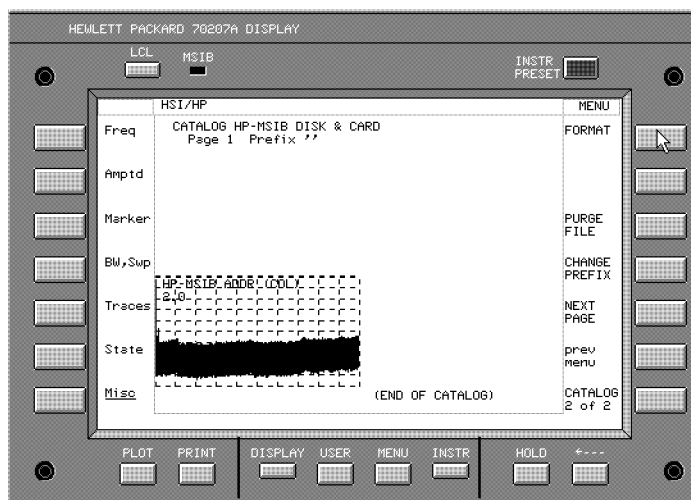 HEWLETT PACKARD 70207A DISPLAY
LCL
MSIB
INSTR
PRESET
HSI/HP
MENU
Freq
Amptd
Marker
BW,Swp
Traces
State
Misc
CATALOG HP-MSIB DISK & CARD
Page 1 Prefix ''
HP-MSIB ADDR (COL)
2,0
(END OF CATALOG)
FORMAT
PURGE
FILE
CHANGE
PREFIX
NEXT
PAGE
prev
menu
CATALOG
2 of 2
PLOT
PRINT
DISPLAY
USER
MENU
INSTR
HOLD
←---